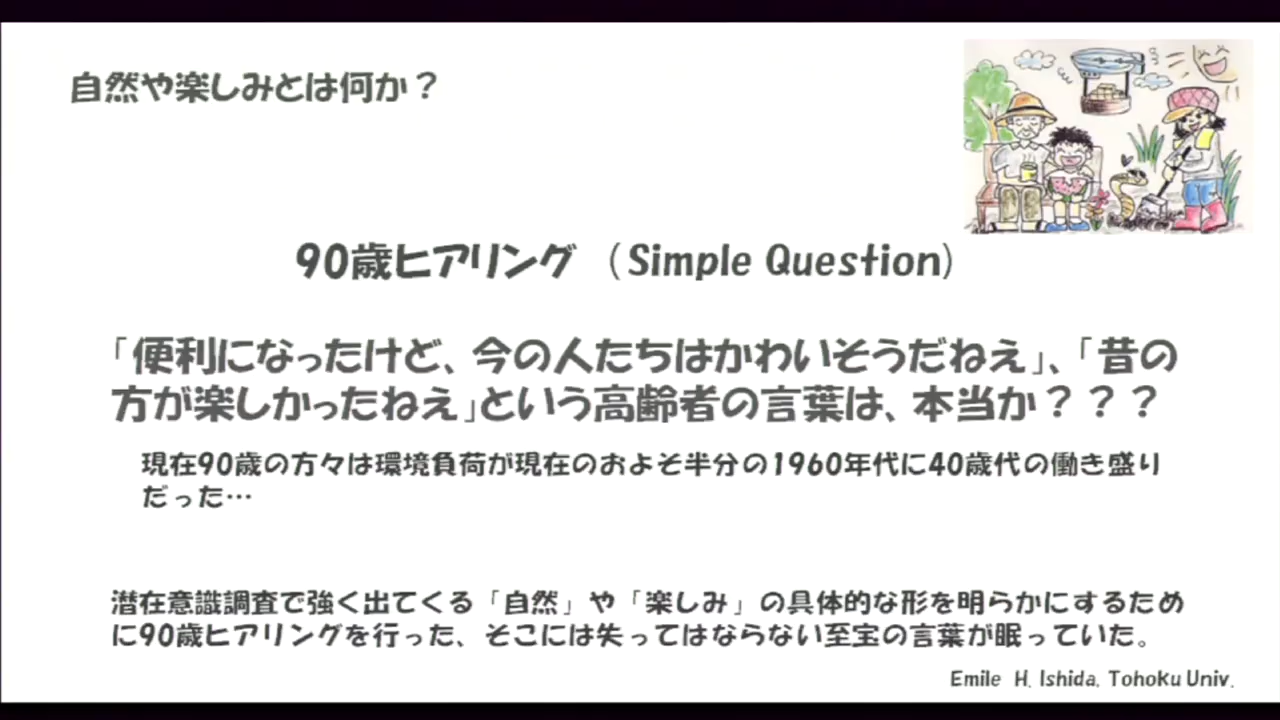 自然や楽しみとは何か？
90歳ヒアリング （Simple Question）
「便利になったけど、今の人たちはかわいそうだねえ」、「昔の
方が楽しかったねえ」という高齢者の言葉は、本当か？？？
現在90歳の方々は環境負荷が現在のおよそ半分の1960年代に40歳代の働き盛り
だった…
潜在意識調査で強く出てくる「自然」や「楽しみ」の具体的な形を明らかにするため
に90歳ヒアリングを行った、そこには失ってはならない至宝の言葉が眠っていた。
Emile H. Ishida, Tohoku Univ.